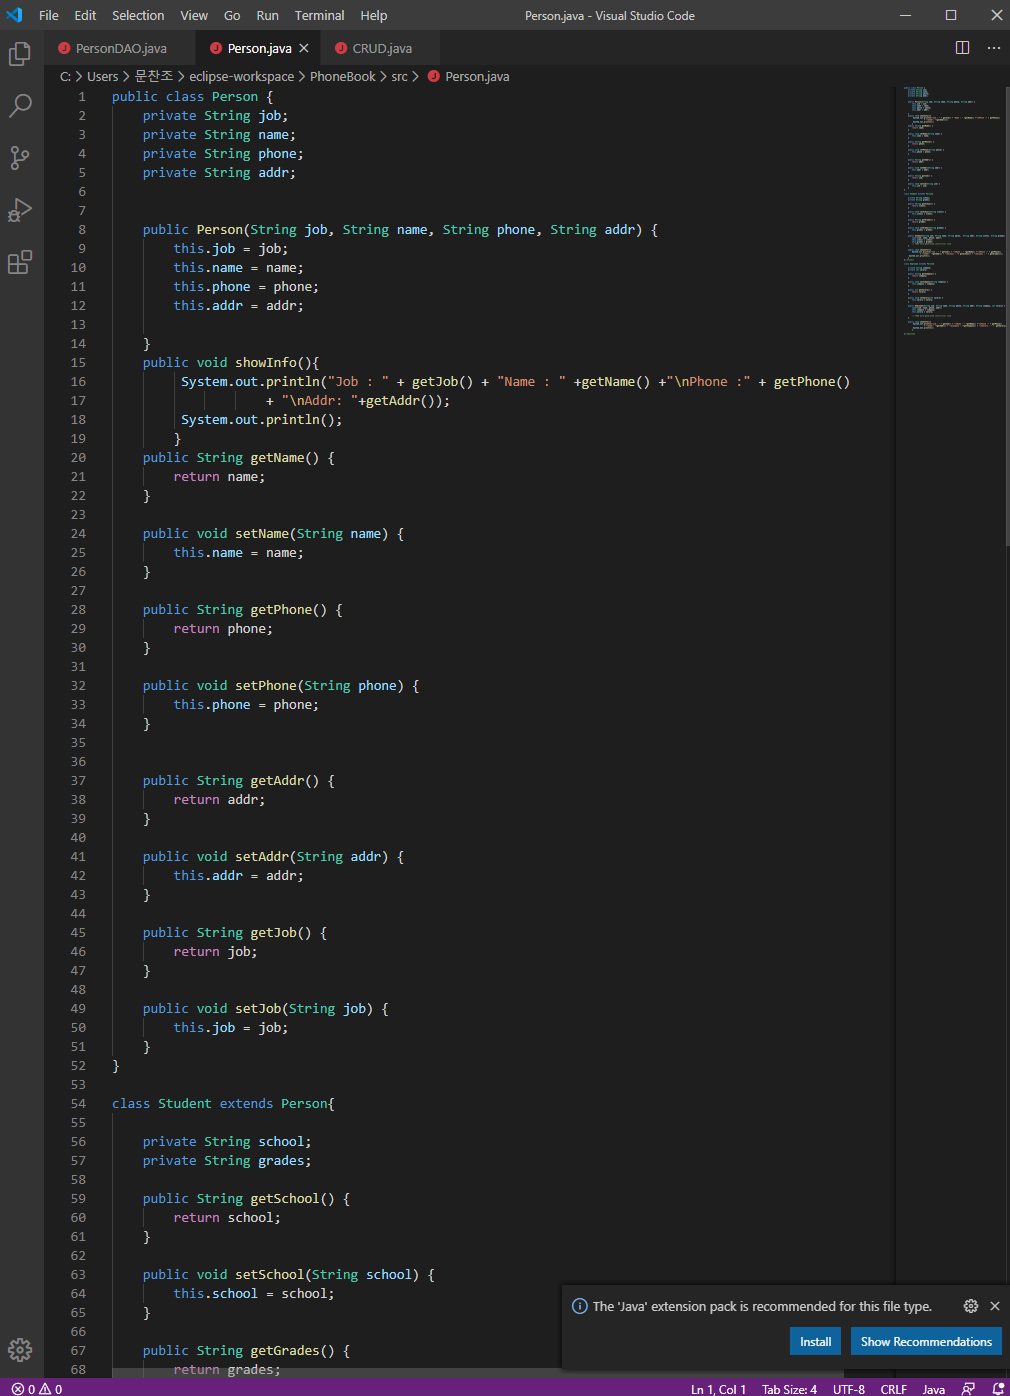 File Edit Selection View Go Run Terminal Help Person.java - Visual Studio Code
PersonDAO.java Person.java CRUD.java
C: > Users > 문찬조 > eclipse-workspace > PhoneBook > src > Person.java
1 public class Person {
2 private String job;
3 private String name;
4 private String phone;
5 private String addr;
6
7
8 public Person(String job, String name, String phone, String addr) {
9 this.job = job;
10 this.name = name;
11 this.phone = phone;
12 this.addr = addr;
13
14 }
15 public void showInfo(){
16 System.out.println("Job : " + getJob() + "Name : " +getName() +"\nPhone :" + getPhone()
17 + "\nAddr: "+getAddr());
18 System.out.println();
19 }
20 public String getName() {
21 return name;
22 }
23
24 public void setName(String name) {
25 this.name = name;
26 }
27
28 public String getPhone() {
29 return phone;
30 }
31
32 public void setPhone(String phone) {
33 this.phone = phone;
34 }
35
36
37 public String getAddr() {
38 return addr;
39 }
40
41 public void setAddr(String addr) {
42 this.addr = addr;
43 }
44
45 public String getJob() {
46 return job;
47 }
48
49 public void setJob(String job) {
50 this.job = job;
51 }
52 }
53
54 class Student extends Person{
55
56 private String school;
57 private String grades;
58
59 public String getSchool() {
60 return school;
61 }
62
63 public void setSchool(String school) {
64 this.school = school;
65 }
66
67 public String getGrades() {
68 return grades;
The 'Java' extension pack is recommended for this file type.
Install Show Recommendations
0 0 Ln 1, Col 1 Tab Size: 4 UTF-8 CRLF Java